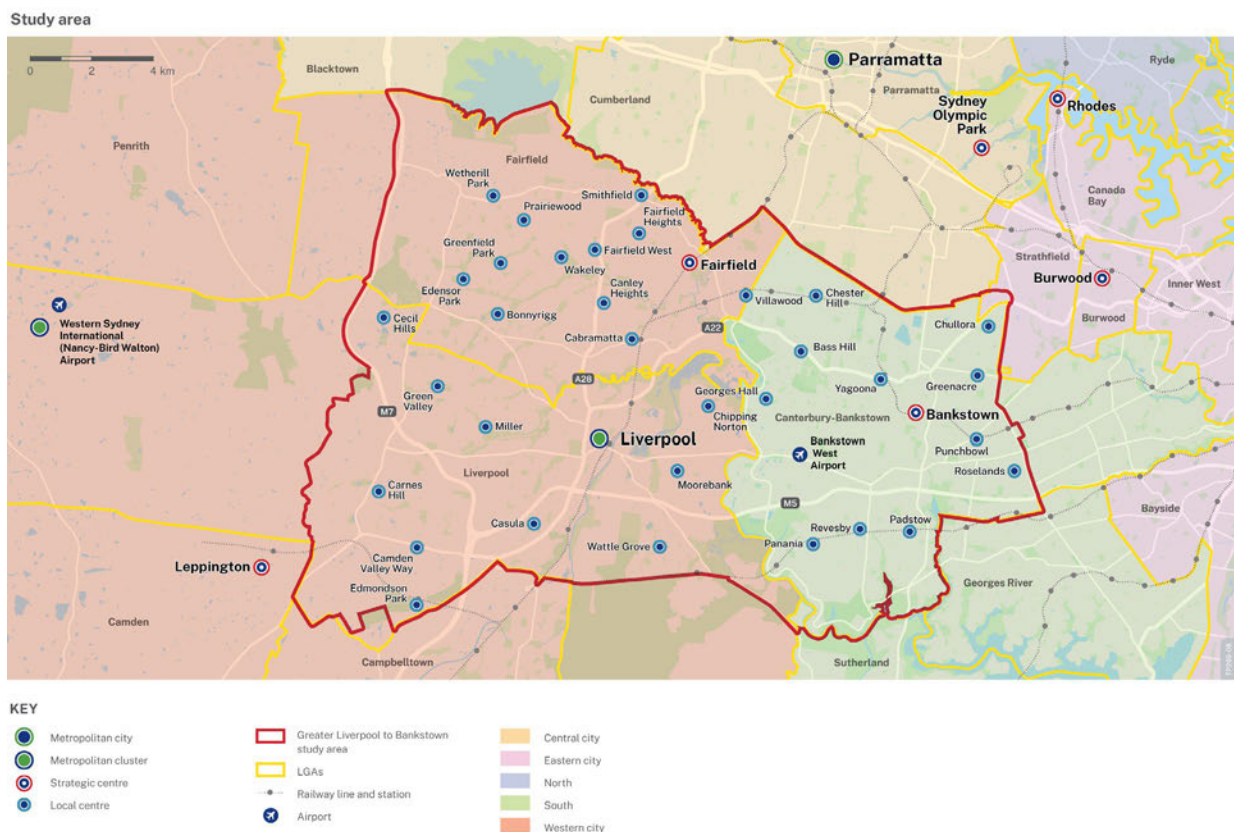 Study area
0
2
4 km
Blacktown
Cumberland
Parramatta
Parramatta
Ryde
Sydney
Olympic
Park
Rhodes
Penrith
Fairfield
Wetherill
Park
Smithfield
Prairiewood
Fairfield
Heights
Canada
Bay
Greenfield
Park
Fairfield West
Wakeley
Fairfield
Strathfield
Burwood
Inner West
Edensor
Park
Canley
Heights
Villawood
Chester
Hill
Burwood
Western Sydney
International
(Nancy-Bird Walton)
Airport
Cecil
Hills
Bonnyrigg
A22
Chullora
Cabramatta
Bass Hill
A28
Yagoona
Greenacre
Green
Valley
Georges Hall
M7
Chipping
Norton
Canterbury-Bankstown
Bankstown
Miller
Liverpool
Bankstown
West
Airport
Punchbowl
Liverpool
Moorebank
Roselands
Carnes
Hill
M5
Bayside
Casula
Revesby
Padstow
Wattle Grove
Panania
Leppington
Camden
Valley Way
Edmondson
Park
Georges River
Camden
Campbelltown
Sutherland
KEY
Metropolitan city
Metropolitan cluster
Strategic centre
Local centre
Greater Liverpool to Bankstown
study area
LGAs
Railway line and station
Airport
Central city
Eastern city
North
South
Western city